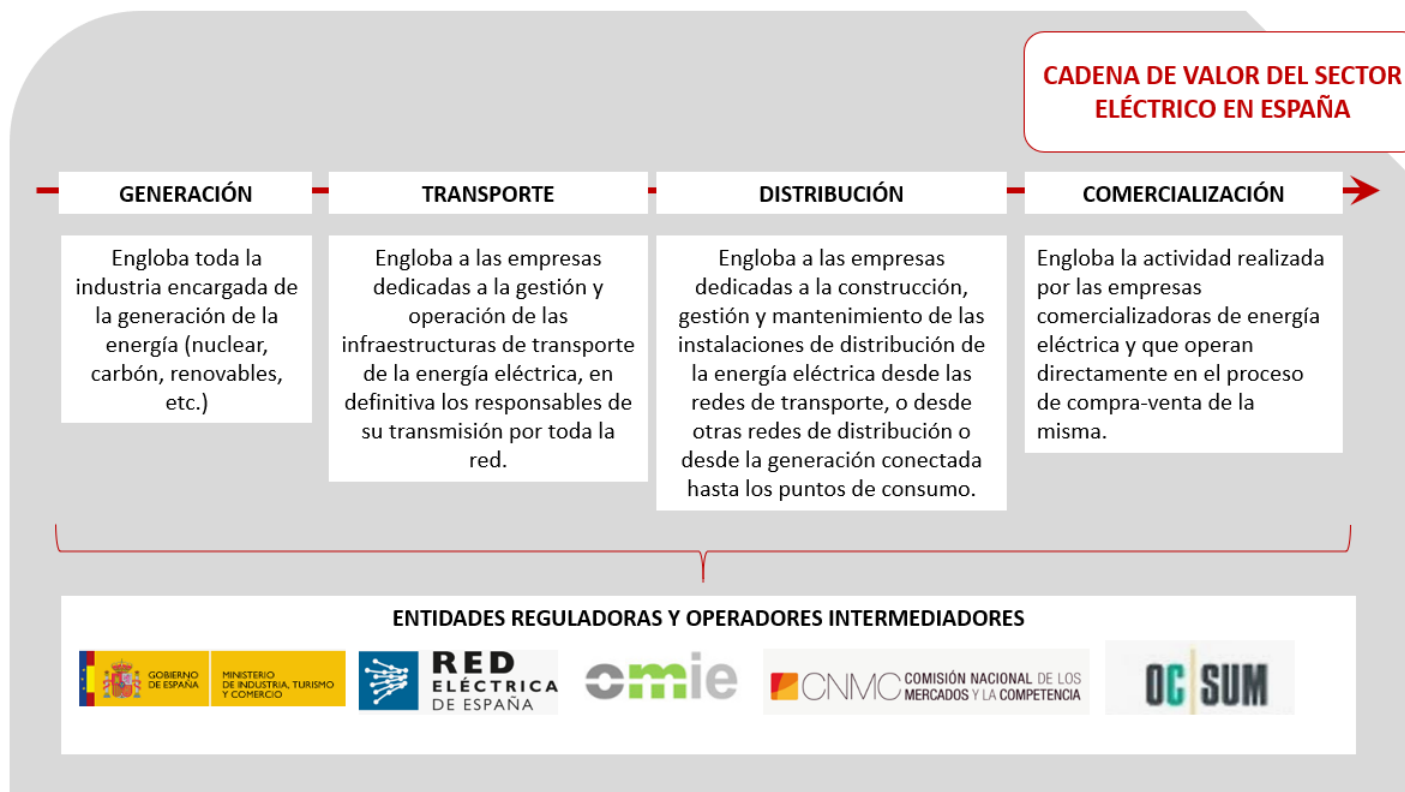 CADENA DE VALOR DEL SECTOR
ELÉCTRICO EN ESPAÑA
GENERACIÓN
TRANSPORTE
DISTRIBUCIÓN
COMERCIALIZACIÓN
Engloba toda la
industria encargada de
la generación de la
energía (nuclear,
carbón, renovables,
etc.)
Engloba a las empresas
dedicadas a la gestión y
operación de las
infraestructuras de transporte
de la energía eléctrica, en
definitiva los responsables de
su transmisión por toda la
red.
Engloba a las empresas
dedicadas a la construcción,
gestión y mantenimiento de las
instalaciones de distribución de
la energía eléctrica desde las
redes de transporte, o desde
otras redes de distribución o
desde la generación conectada
hasta los puntos de consumo.
Engloba la actividad realizada
por las empresas
comercializadoras de energía
eléctrica y que operan
directamente en el proceso
de compra-venta de la
misma.
ENTIDADES REGULADORAS Y OPERADORES INTERMEDIADORES
GOBIERNO
DE ESPAÑA
MINISTERIO
DE INDUSTRIA, TURISMO
Y COMERCIO
RED
ELÉCTRICA
DE ESPAÑA
omie
CNMC
COMISIÓN NACIONAL DE LOS
MERCADOS Y LA COMPETENCIA
OCSUM